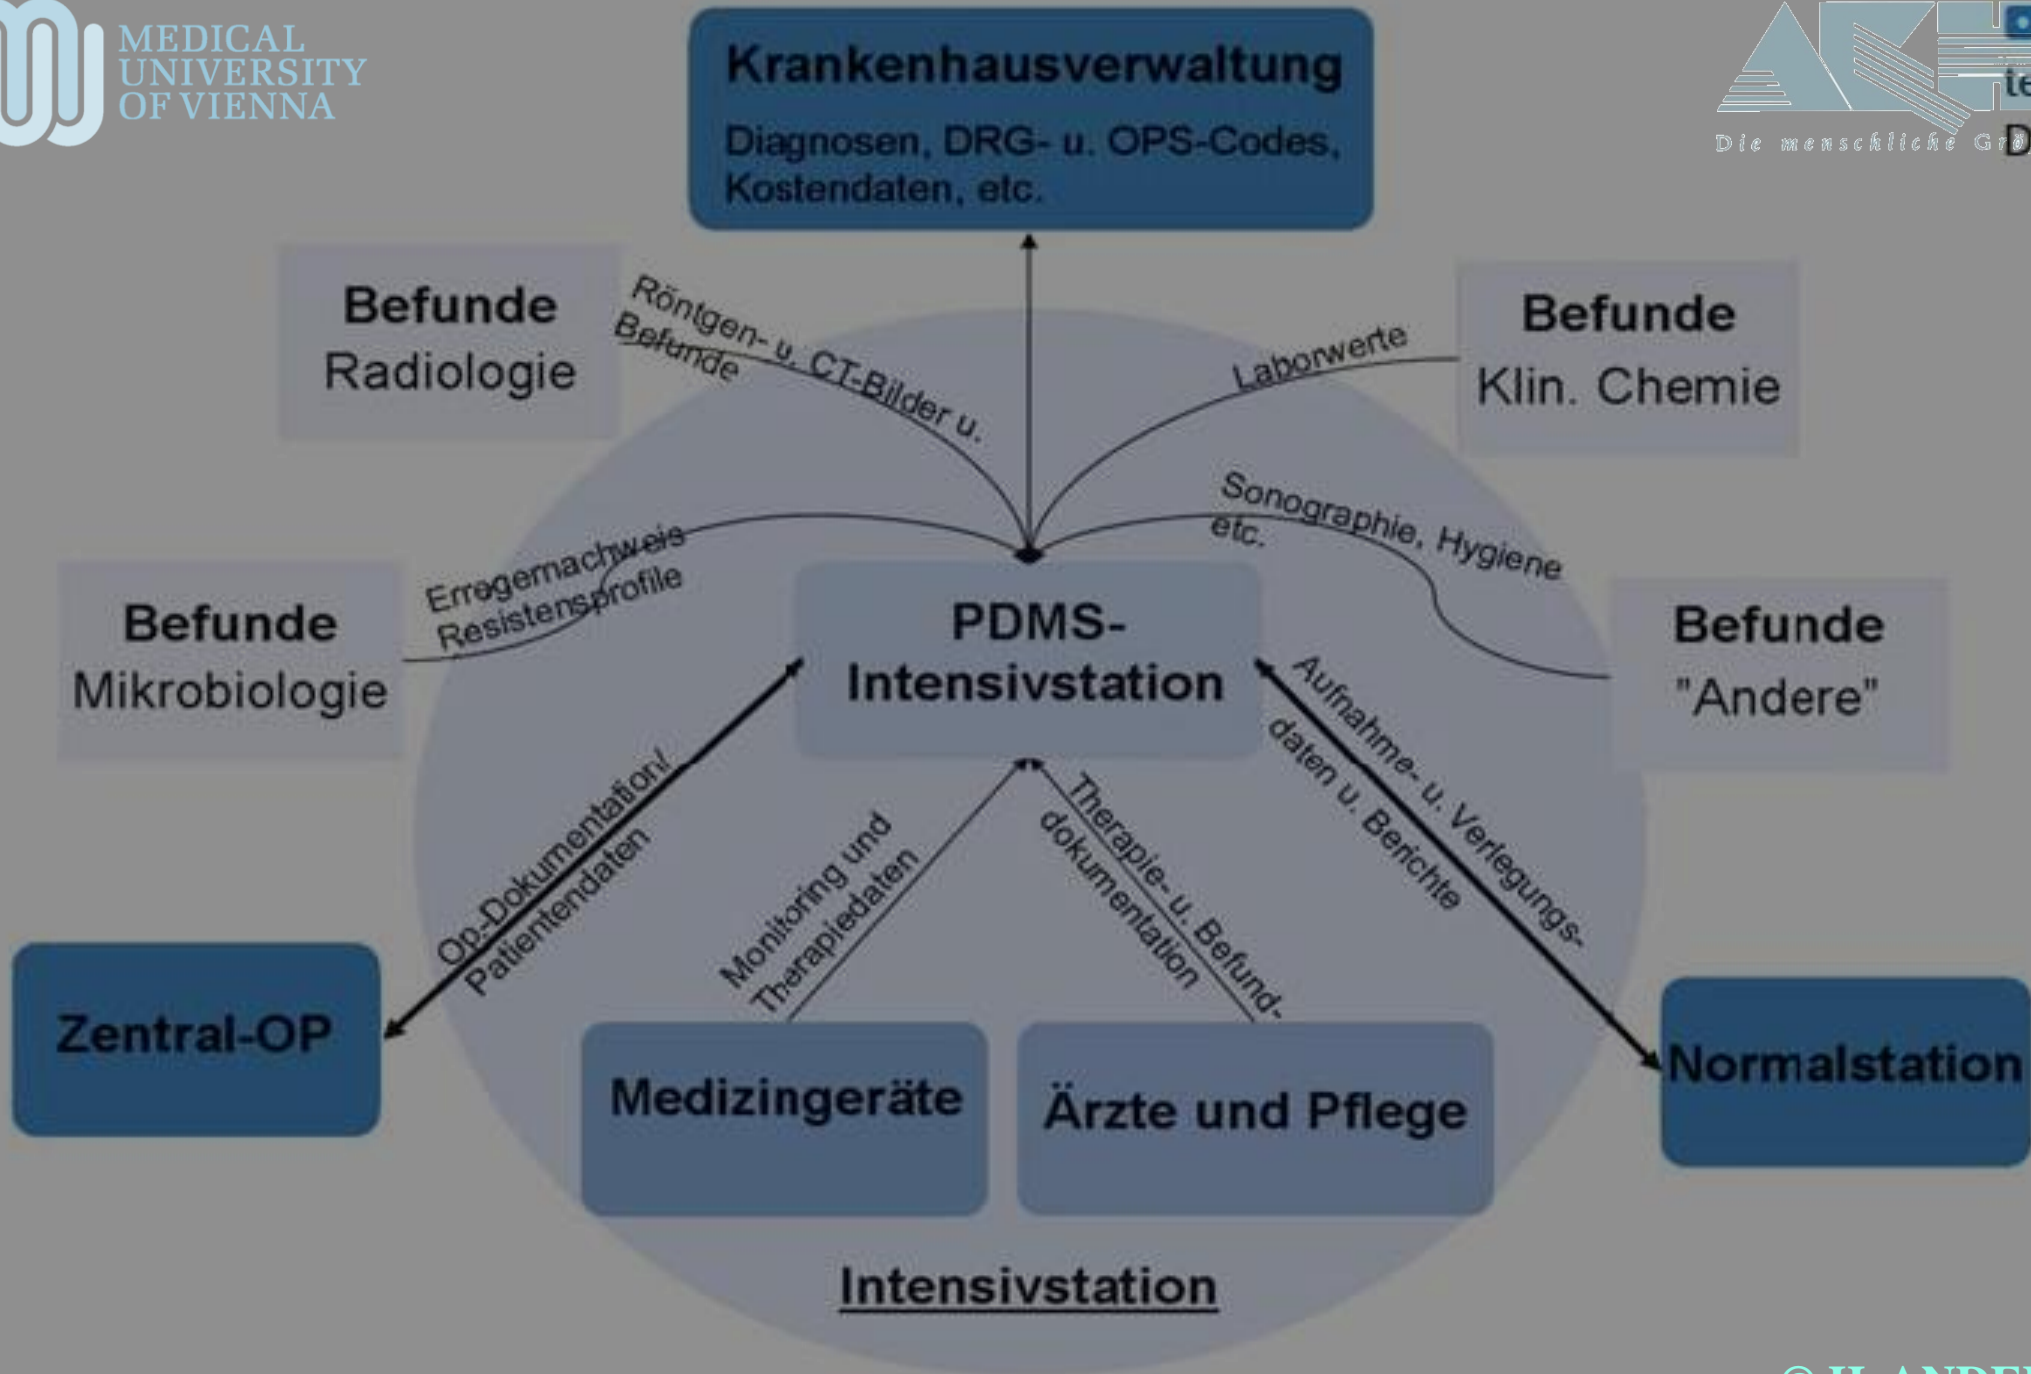 MEDICAL
UNIVERSITY
OF VIENNA
Krankenhausverwaltung
Diagnosen, DRG- u. OPS-Codes,
Kostendaten, etc.
Die menschliche
Befunde
Radiologie
Röntgen- u. CT-Bilder u.
Befunde
Laborwerte
Befunde
Klin. Chemie
Befunde
Mikrobiologie
Erregernachweis
Resistensprofile
Sonographie, Hygiene
etc.
Befunde
"Andere"
PDMS-
Intensivstation
Op.-Dokumentation/
Patientendaten
Monitoring und
Therapiedaten
Therapie- u. Befund-
dokumentation
Aufnahme- u. Verlegungs-
daten u. Berichte
Zentral-OP
Medizingeräte
Ärzte und Pflege
Normalstation
Intensivstation